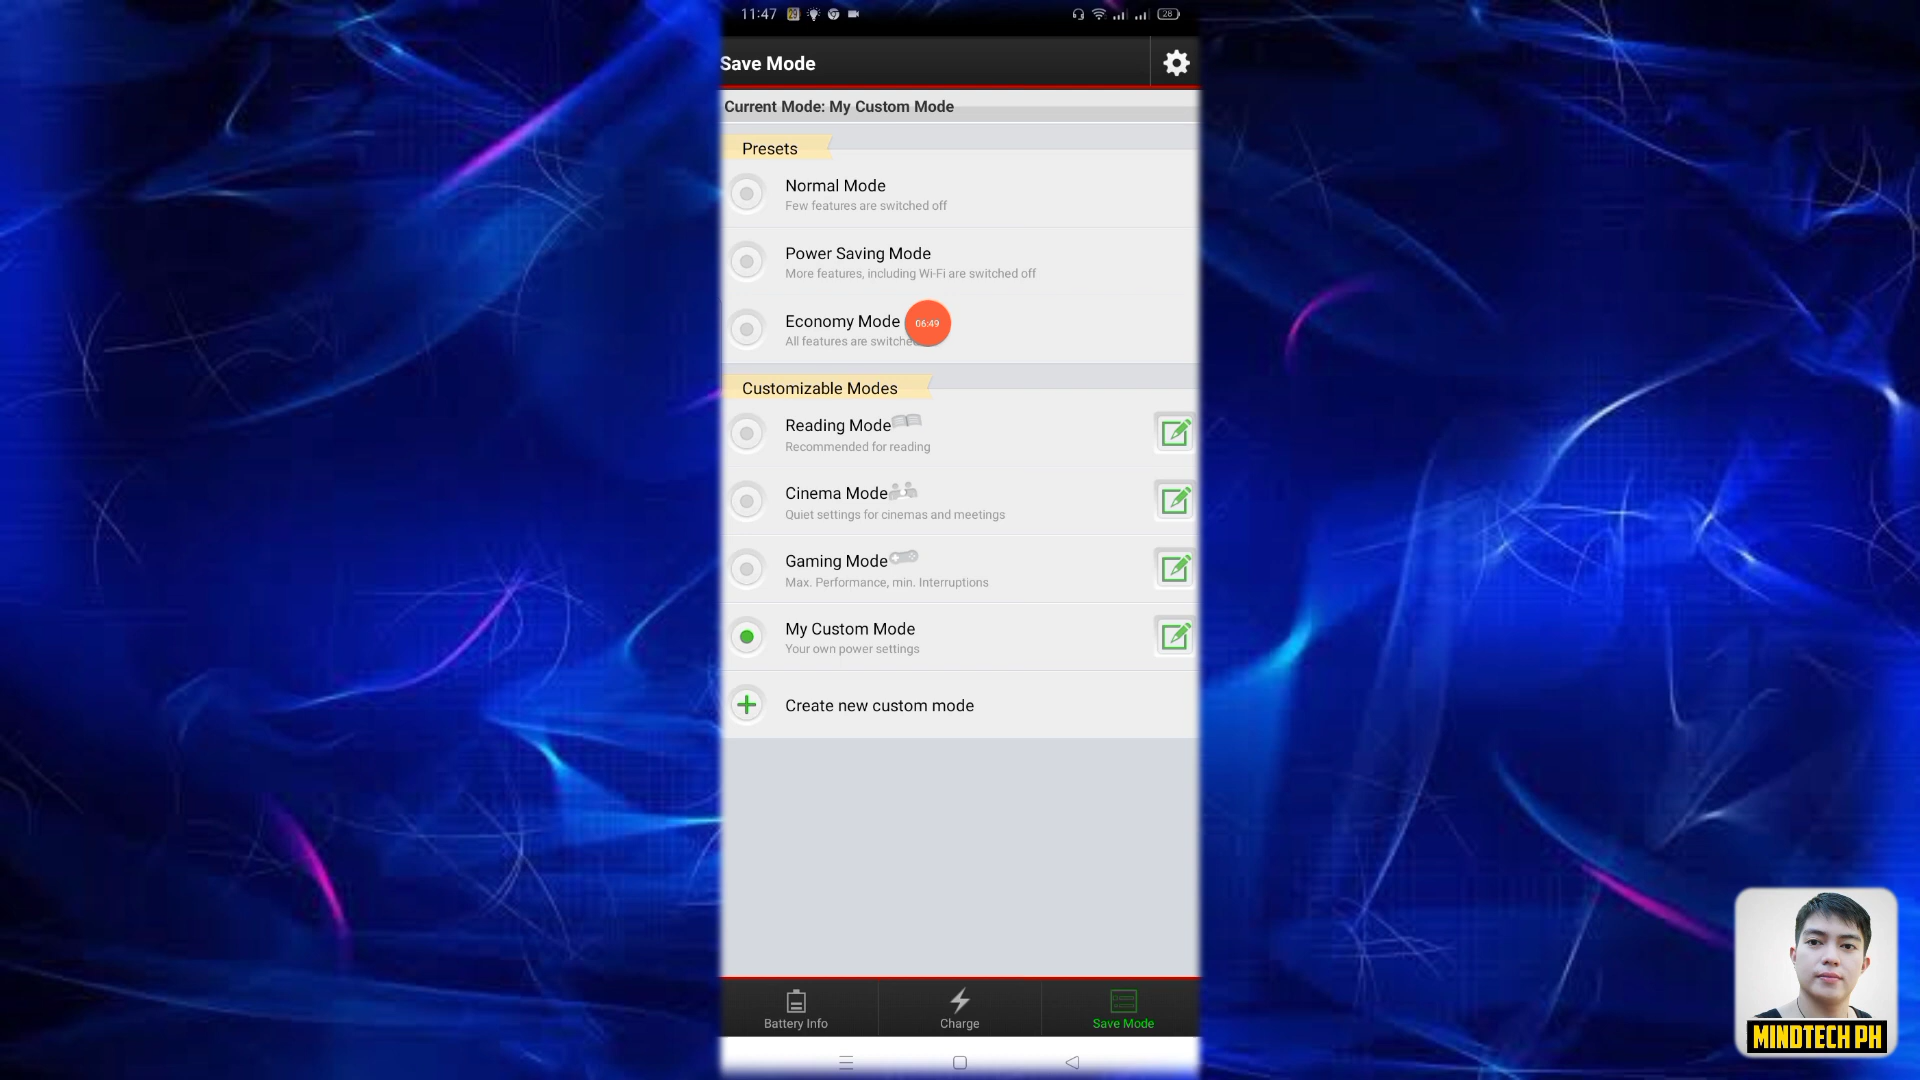 11:47
29
28
Save Mode
Current Mode: My Custom Mode
Presets
Normal Mode
Few features are switched off
Power Saving Mode
More features, including Wi-Fi are switched off
Economy Mode
06:49
All features are switched
Customizable Modes
Reading Mode
Recommended for reading
Cinema Mode
Quiet settings for cinemas and meetings
Gaming Mode
Max. Performance, min. Interruptions
My Custom Mode
Your own power settings
Create new custom mode
Battery Info
Charge
Save Mode
MINDTECH PH